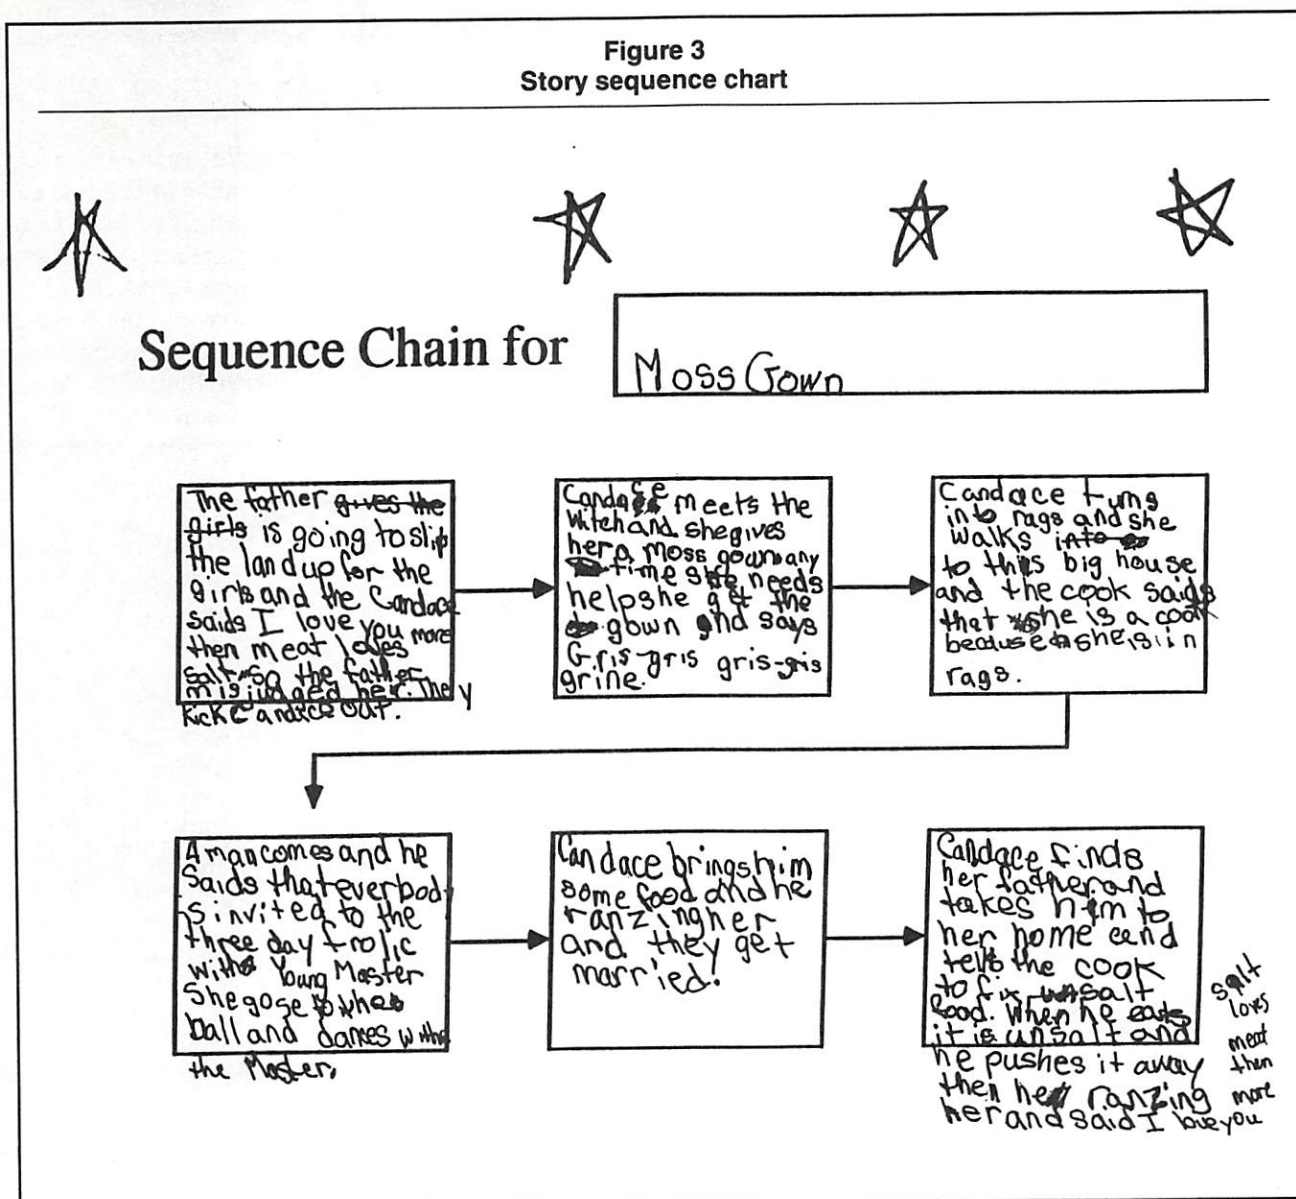 Figure 3
Story sequence chart
Sequence Chain for
Moss Gown
The father gives the
girls is going to slip
the land up for the
girls and the Candace
saids I love you more
then meat loves
salt so the father
misjudged her. They
kick Candace out.
Candace meets the
witch and she gives
her a moss gown any
time she needs
help she get the
gown and says
Gris-gris gris-gris
grine.
Candace turns
into rags and she
walks into
to this big house
and the cook saids
that she is a cook
because she is in
rags.
A man comes and he
saids that everbody
is invited to the
three day frolic
with Young Master
She gose to the
ball and dances with
the Master.
Candace brings him
some food and he
ranzing her
and they get
married!
Candace finds
her father and
takes him to
her home and
tells the cook
to fix unsalt
food. When he eats
it is unsalt and
he pushes it away
then he ranzing
her and said I love you
more
then
meat
loves
salt